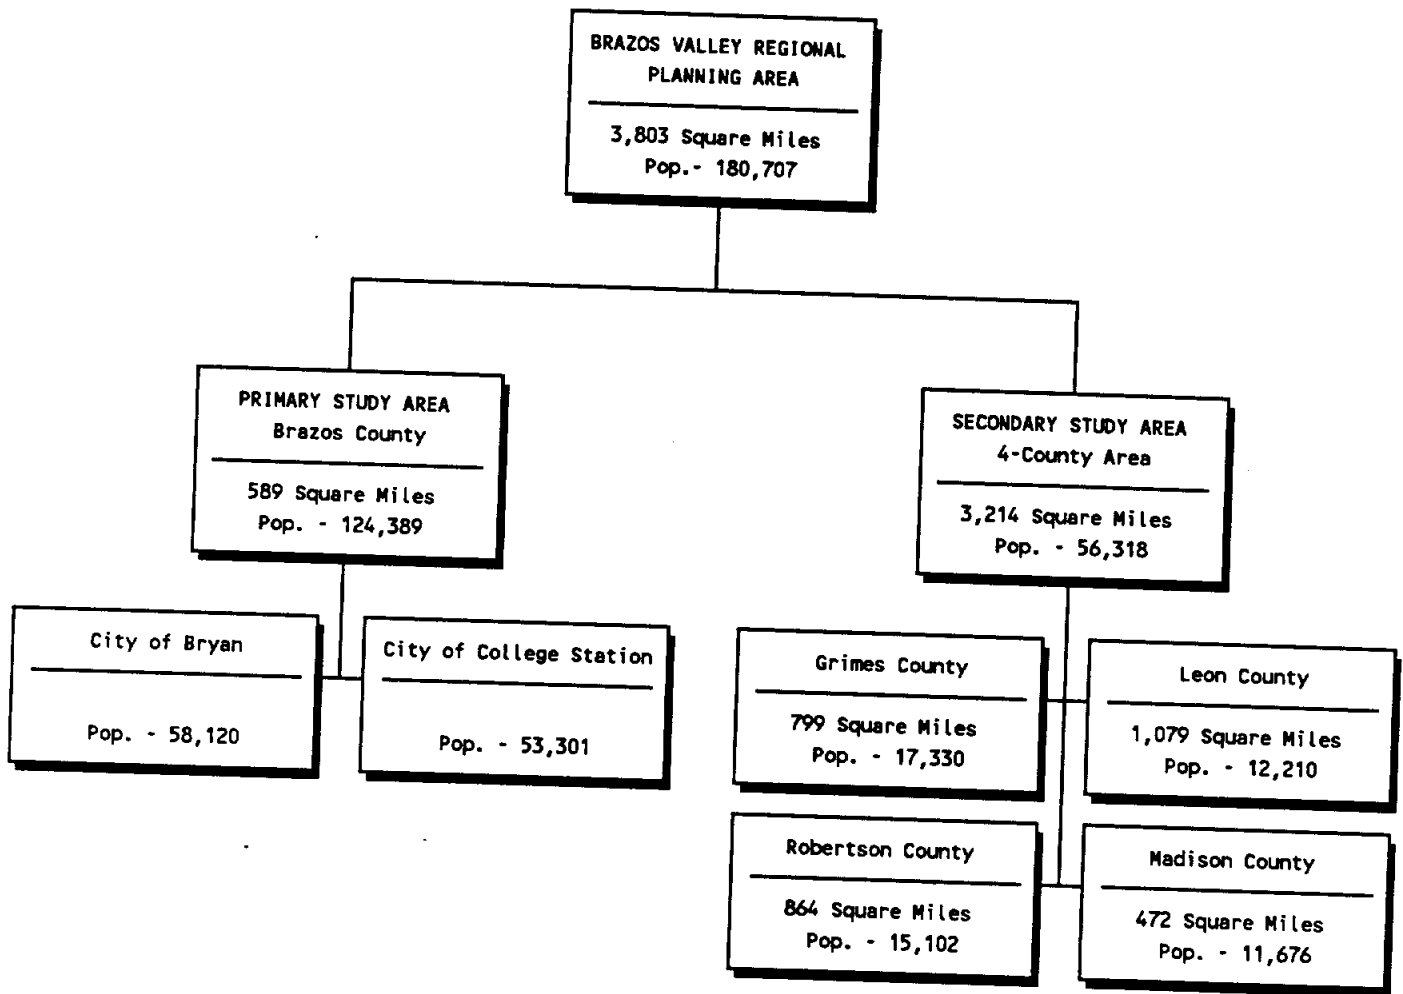 BRAZOS VALLEY REGIONAL
PLANNING AREA
3,803 Square Miles
Pop.- 180,707
PRIMARY STUDY AREA
Brazos County
589 Square Miles
Pop. - 124,389
SECONDARY STUDY AREA
4-County Area
3,214 Square Miles
Pop. - 56,318
City of Bryan
Pop. - 58,120
City of College Station
Pop. - 53,301
Grimes County
799 Square Miles
Pop. - 17,330
Leon County
1,079 Square Miles
Pop. - 12,210
Robertson County
864 Square Miles
Pop. - 15,102
Madison County
472 Square Miles
Pop. - 11,676